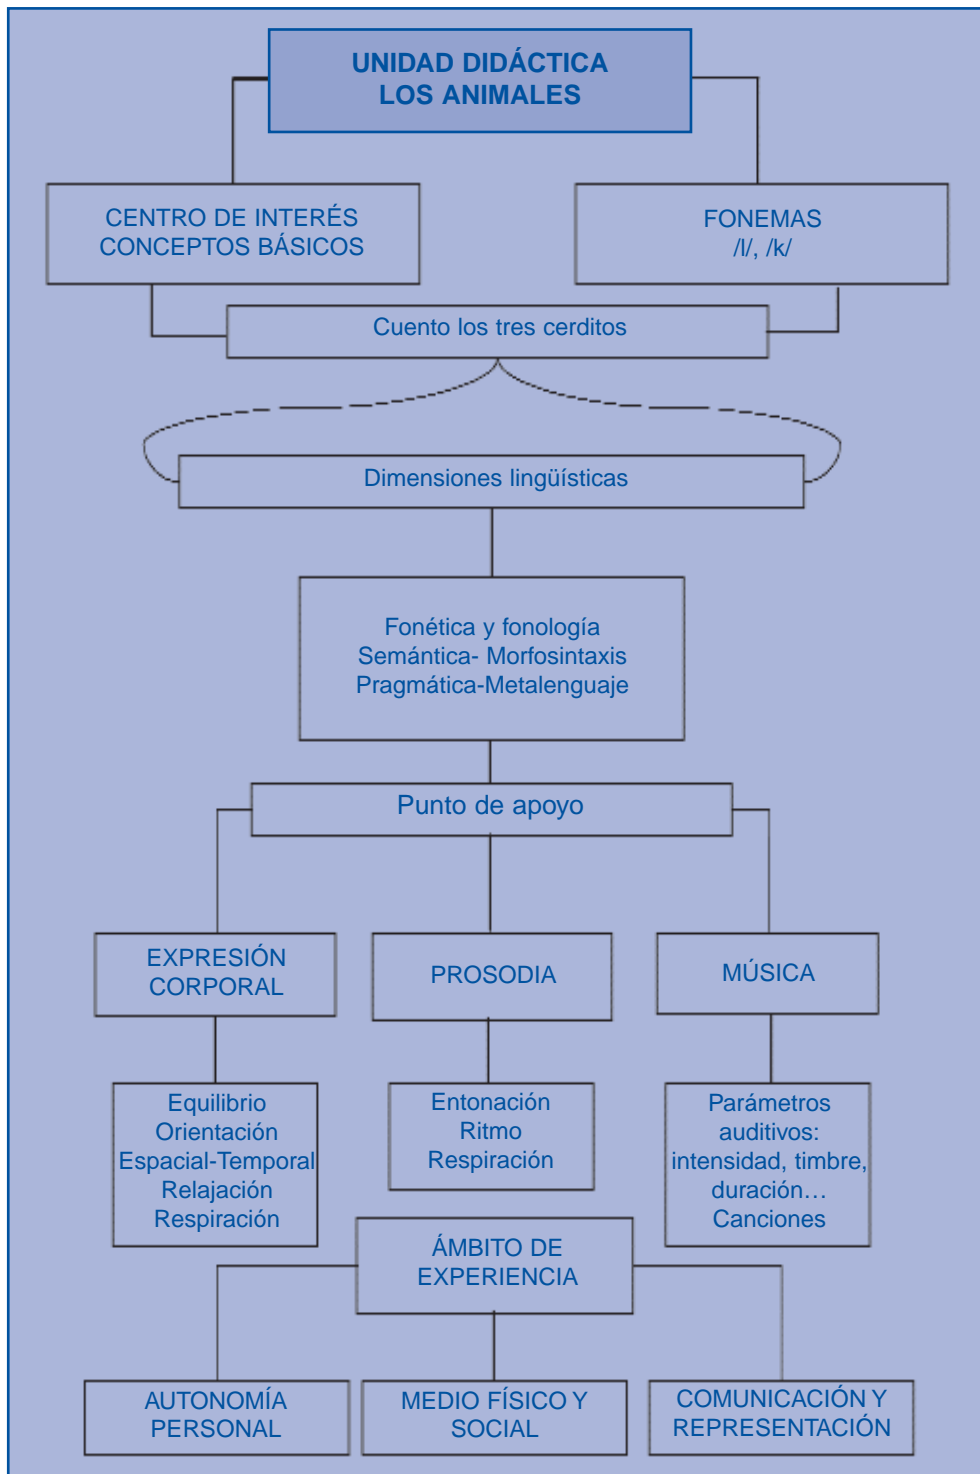 UNIDAD DIDÁCTICA
LOS ANIMALES
CENTRO DE INTERÉS
CONCEPTOS BÁSICOS
FONEMAS
/l/, /k/
Cuento los tres cerditos
Dimensiones lingüísticas
Fonética y fonología
Semántica- Morfosintaxis
Pragmática-Metalenguaje
Punto de apoyo
EXPRESIÓN
CORPORAL
PROSODIA
MÚSICA
Equilibrio
Orientación
Espacial-Temporal
Relajación
Respiración
Entonación
Ritmo
Respiración
Parámetros
auditivos:
intensidad, timbre,
duración…
Canciones
ÁMBITO DE
EXPERIENCIA
AUTONOMÍA
PERSONAL
MEDIO FÍSICO Y
SOCIAL
COMUNICACIÓN Y
REPRESENTACIÓN